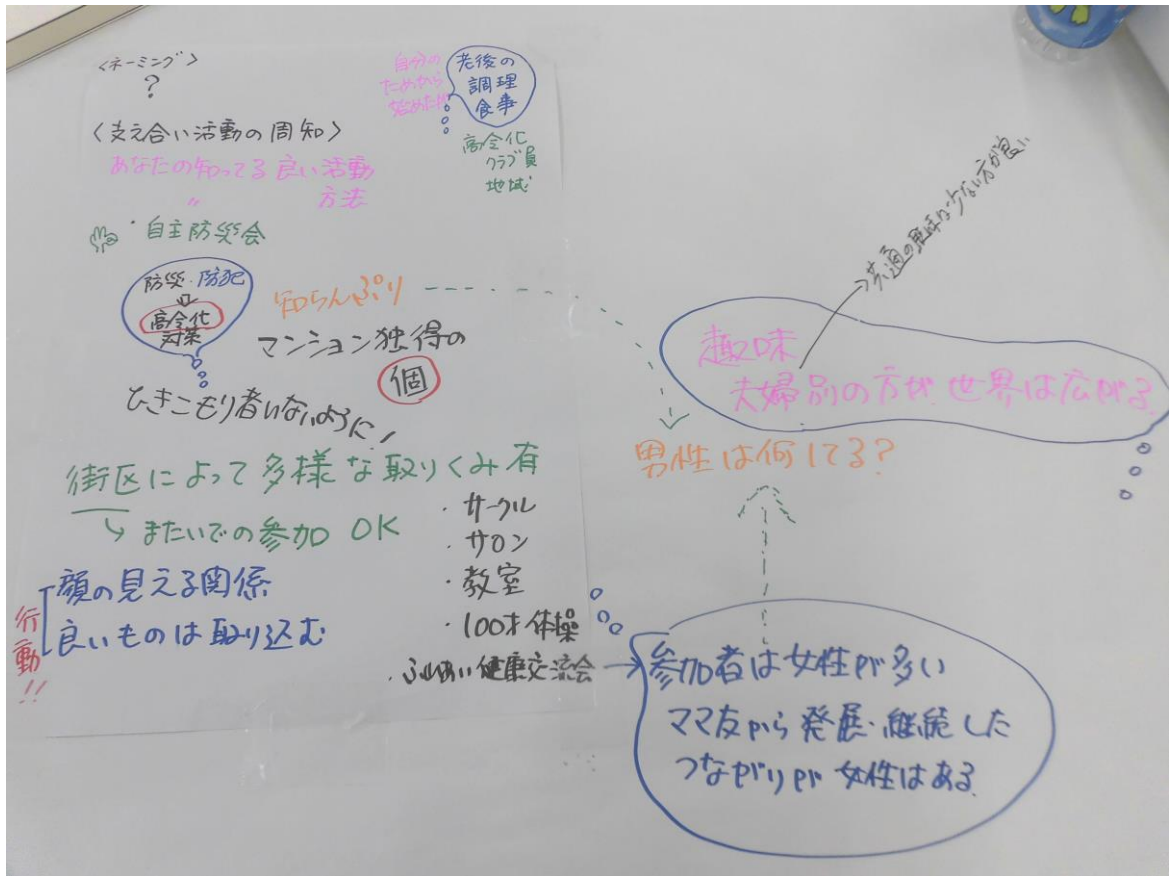 <ネーミング>
?
自分の
ためから
始めたが
老後の
調理
食事
高令化
クラブ員
地域
〈支え合い活動の周知〉
あなたの知ってる良い活動
〃 方法
・自主防災会
防災・防犯
高令化
対策
知らんぷり
マンション独得の
個
ひきこもり者いないように!
街区によって多様な取りくみ有
↳またいでの参加 OK
・サークル
・サロン
・教室
・100才体操
・ふれあい健康交流会→
顔の見える関係
良いものは取り込む
行動!!
共通の趣味は少ない方が良い
趣味
夫婦別の方が世界は広がる
男性は何してる?
参加者は女性が多い
ママ友から発展・継続した
つながりが女性はある